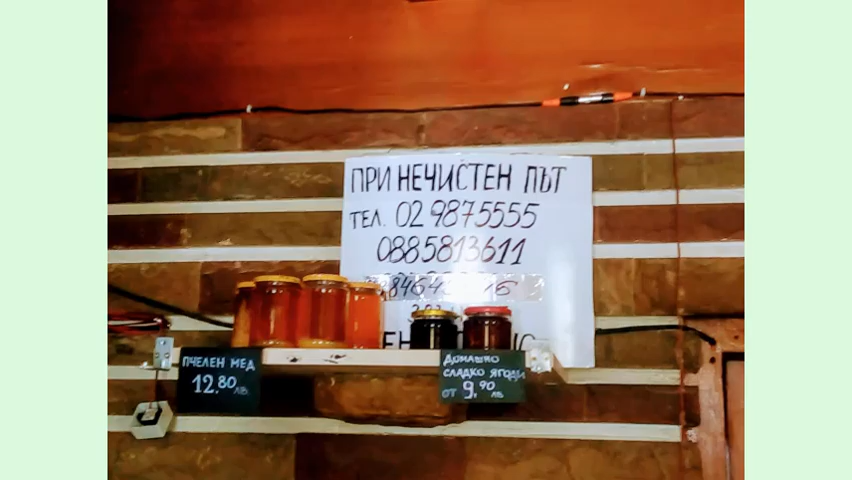 ПРИ НЕЧИСТЕН ПЪТ
ТЕЛ. 02 9875555
0885813611
ПЧЕЛЕН МЕД
12.80 ЛВ.
ДОМАШНО
СЛАДКО ЯГОДИ
ОТ 9.90 ЛВ